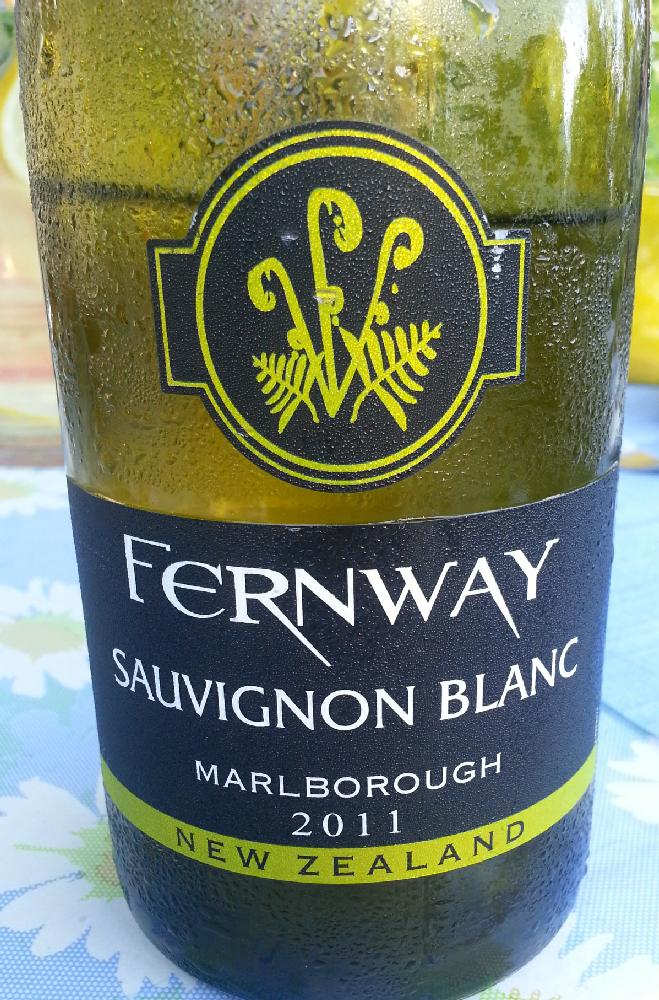 FERNWAY
SAUVIGNON BLANC
MARLBOROUGH
2011
NEW ZEALAND